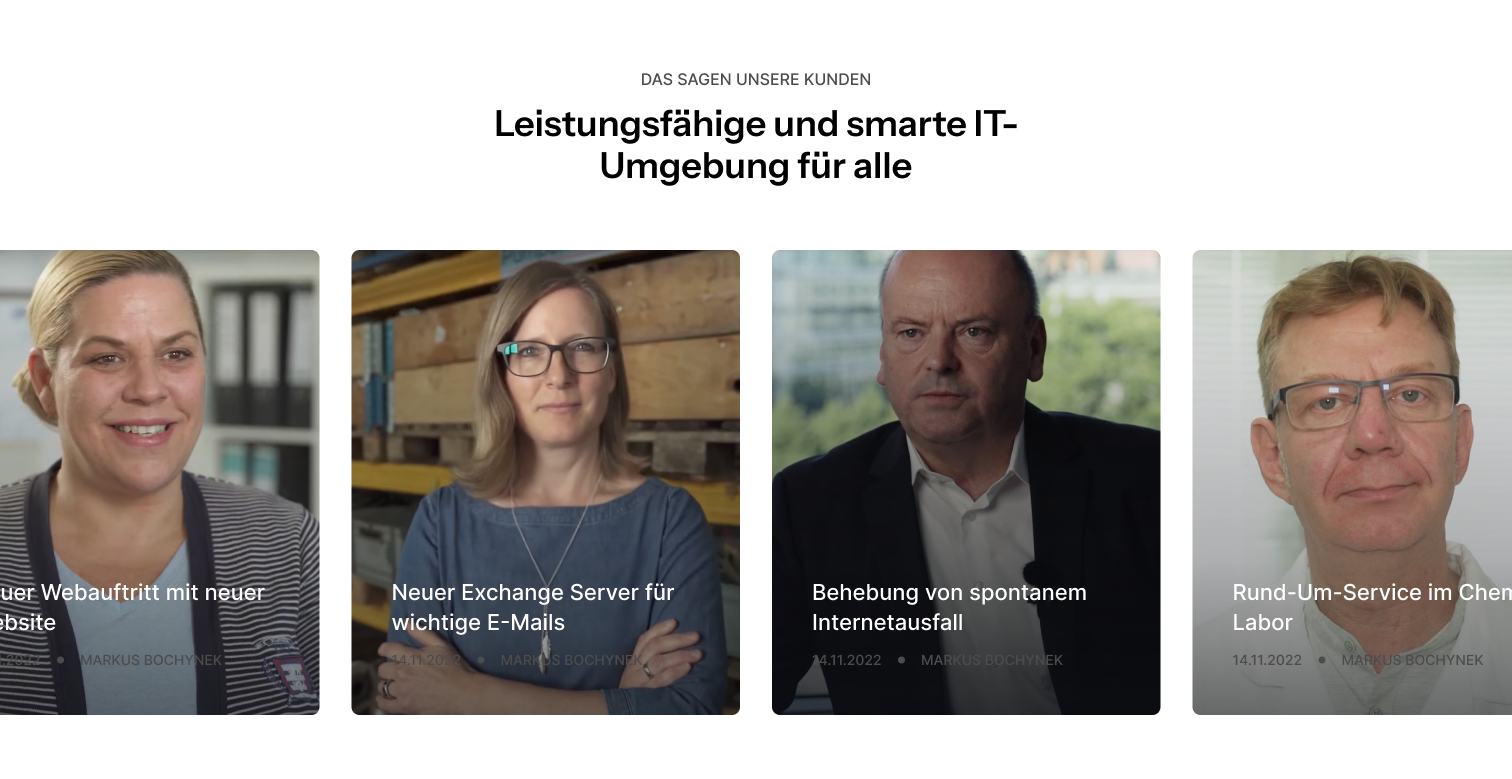 DAS SAGEN UNSERE KUNDEN
Leistungsfähige und smarte IT-
Umgebung für alle
uer Webauftritt mit neuer
ebsite
.2022 • MARKUS BOCHYNEK
Neuer Exchange Server für
wichtige E-Mails
14.11.2022 • MARKUS BOCHYNEK
Behebung von spontanem
Internetausfall
14.11.2022 • MARKUS BOCHYNEK
Rund-Um-Service im Chem
Labor
14.11.2022 • MARKUS BOCHYNEK